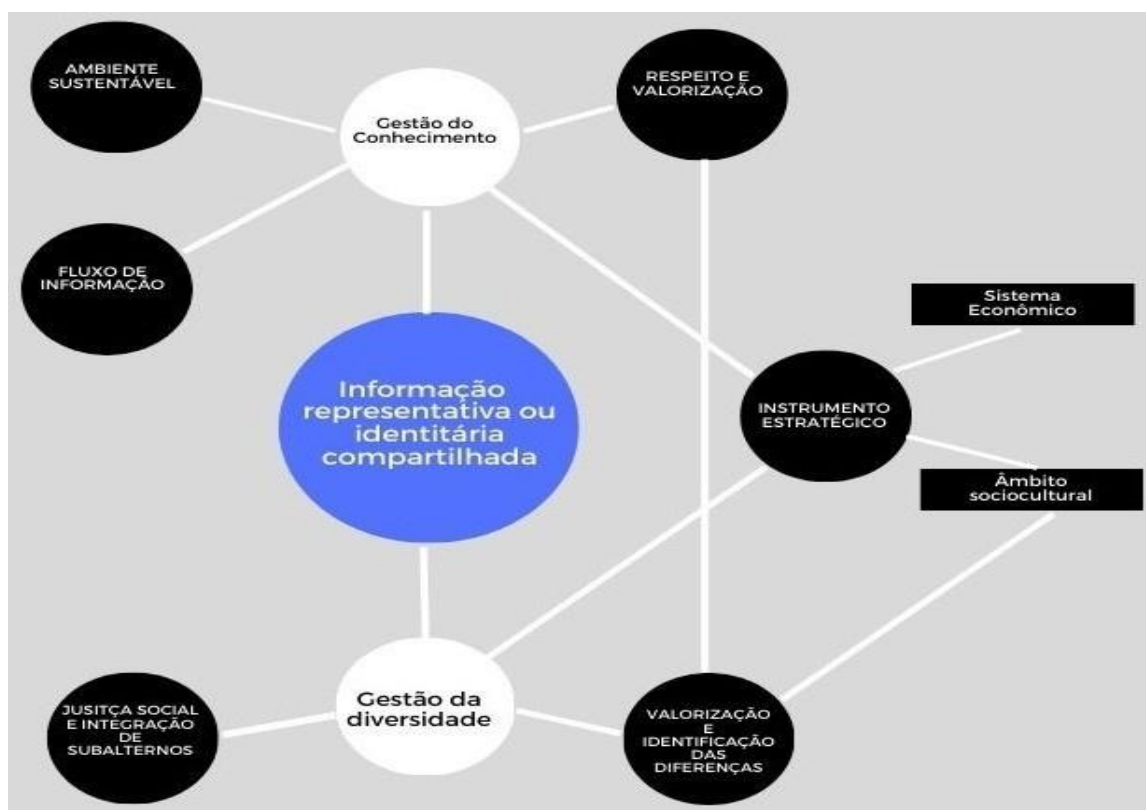 AMBIENTE
SUSTENTÁVEL
Gestão do
Conhecimento
RESPEITO E
VALORIZAÇÃO
FLUXO DE
INFORMAÇÃO
Sistema
Econômico
Informação
representativa ou
identitária
compartilhada
INSTRUMENTO
ESTRATÉGICO
Âmbito
sociocultural
Gestão da
diversidade
JUSITÇA SOCIAL
E INTEGRAÇÃO
DE
SUBALTERNOS
VALORIZAÇÃO
E
IDENTIFICAÇÃO
DAS
DIFERENÇAS